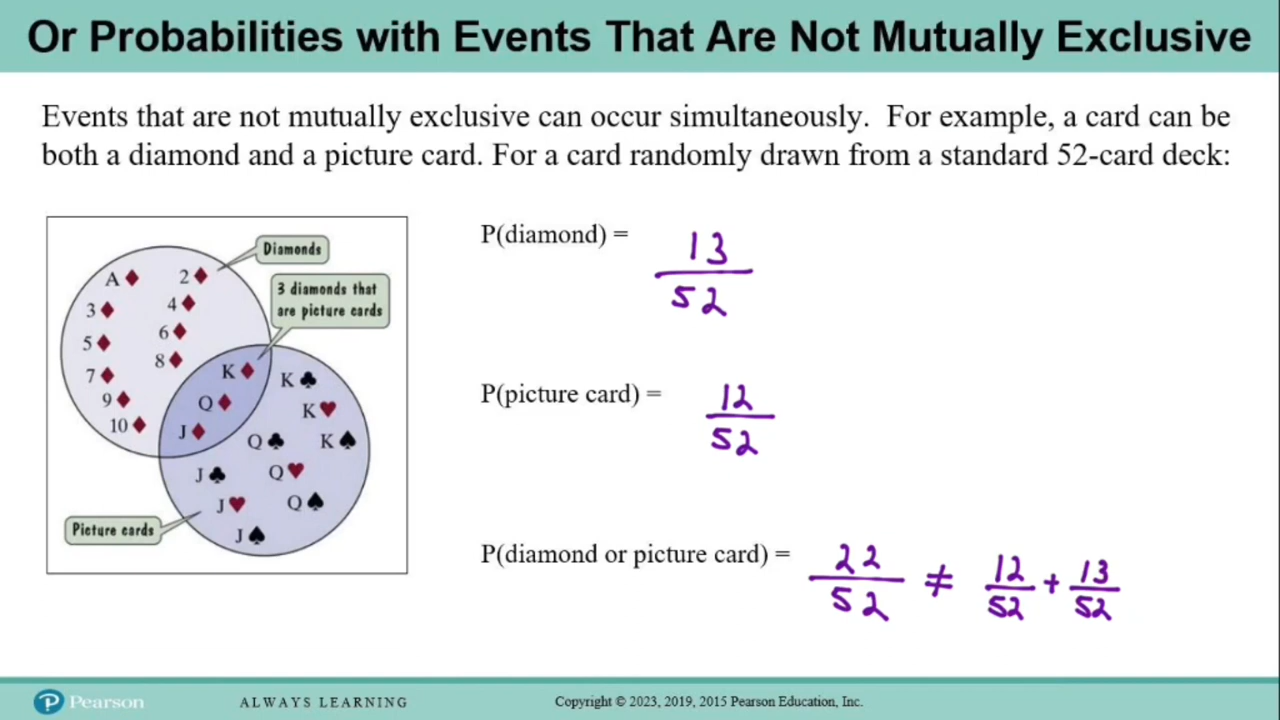 Or Probabilities with Events That Are Not Mutually Exclusive
Events that are not mutually exclusive can occur simultaneously. For example, a card can be
both a diamond and a picture card. For a card randomly drawn from a standard 52-card deck:
Diamonds
3 diamonds that
are picture cards
A♦ 2♦
3♦ 4♦
5♦ 6♦
7♦ 8♦
9♦
10♦
K♦
Q♦
J♦
K♣
K♥
Q♣ K♠
J♣ Q♥
J♥ Q♠
J♠
Picture cards
P(diamond) = 13/52
P(picture card) = 12/52
P(diamond or picture card) = 22/52 ≠ 12/52 + 13/52
P Pearson
ALWAYS LEARNING
Copyright © 2023, 2019, 2015 Pearson Education, Inc.